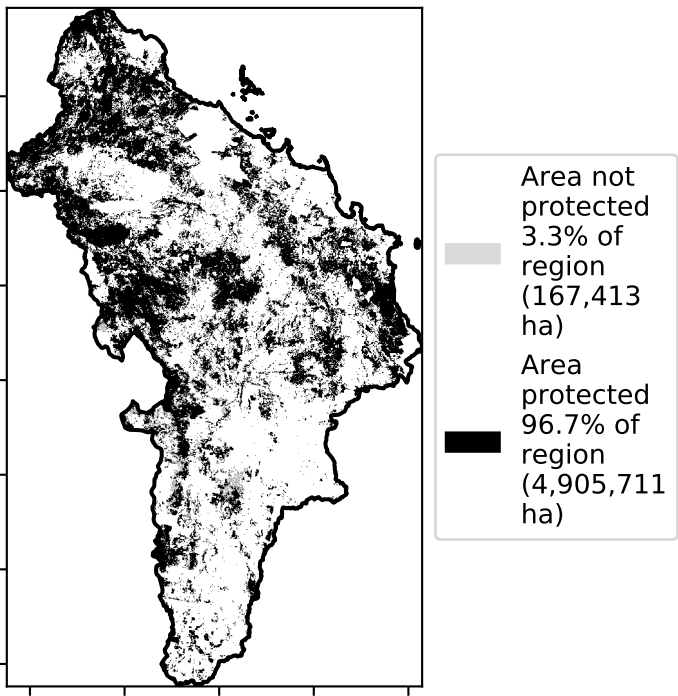 Area not
protected
3.3% of
region
(167,413
ha)
Area
protected
96.7% of
region
(4,905,711
ha)